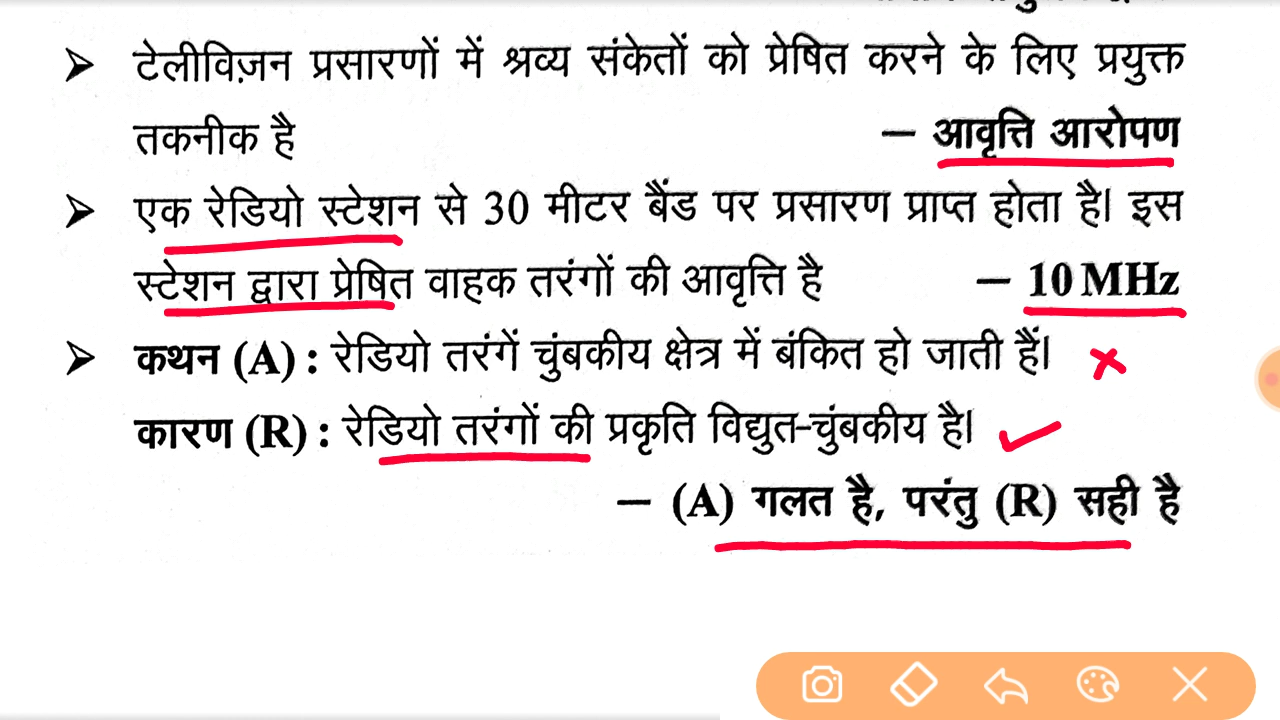 ➤ टेलीविज़न प्रसारणों में श्रव्य संकेतों को प्रेषित करने के लिए प्रयुक्त
तकनीक है – आवृत्ति आरोपण
➤ एक रेडियो स्टेशन से 30 मीटर बैंड पर प्रसारण प्राप्त होता है। इस
स्टेशन द्वारा प्रेषित वाहक तरंगों की आवृत्ति है – 10 MHz
➤ कथन (A) : रेडियो तरंगें चुंबकीय क्षेत्र में बंकित हो जाती हैं।
कारण (R) : रेडियो तरंगों की प्रकृति विद्युत-चुंबकीय है।
– (A) गलत है, परंतु (R) सही है